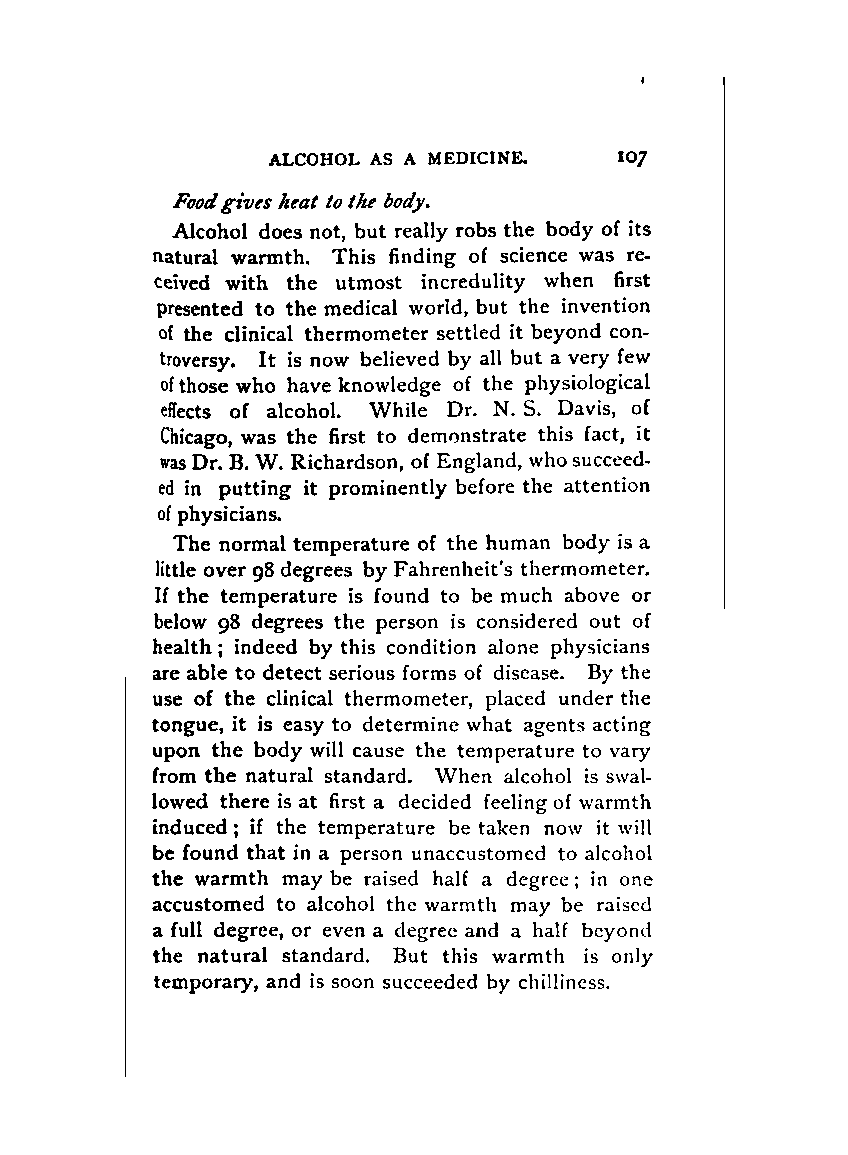 ALCOHOL AS A MEDICINE. 107
Food gives heat to the body.
Alcohol does not, but really robs the body of its
natural warmth. This finding of science was re-
ceived with the utmost incredulity when first
presented to the medical world, but the invention
of the clinical thermometer settled it beyond con-
troversy. It is now believed by all but a very few
of those who have knowledge of the physiological
effects of alcohol. While Dr. N. S. Davis, of
Chicago, was the first to demonstrate this fact, it
was Dr. B. W. Richardson, of England, who succeed-
ed in putting it prominently before the attention
of physicians.
The normal temperature of the human body is a
little over 98 degrees by Fahrenheit's thermometer.
If the temperature is found to be much above or
below 98 degrees the person is considered out of
health; indeed by this condition alone physicians
are able to detect serious forms of disease. By the
use of the clinical thermometer, placed under the
tongue, it is easy to determine what agents acting
upon the body will cause the temperature to vary
from the natural standard. When alcohol is swal-
lowed there is at first a decided feeling of warmth
induced; if the temperature be taken now it will
be found that in a person unaccustomed to alcohol
the warmth may be raised half a degree; in one
accustomed to alcohol the warmth may be raised
a full degree, or even a degree and a half beyond
the natural standard. But this warmth is only
temporary, and is soon succeeded by chilliness.